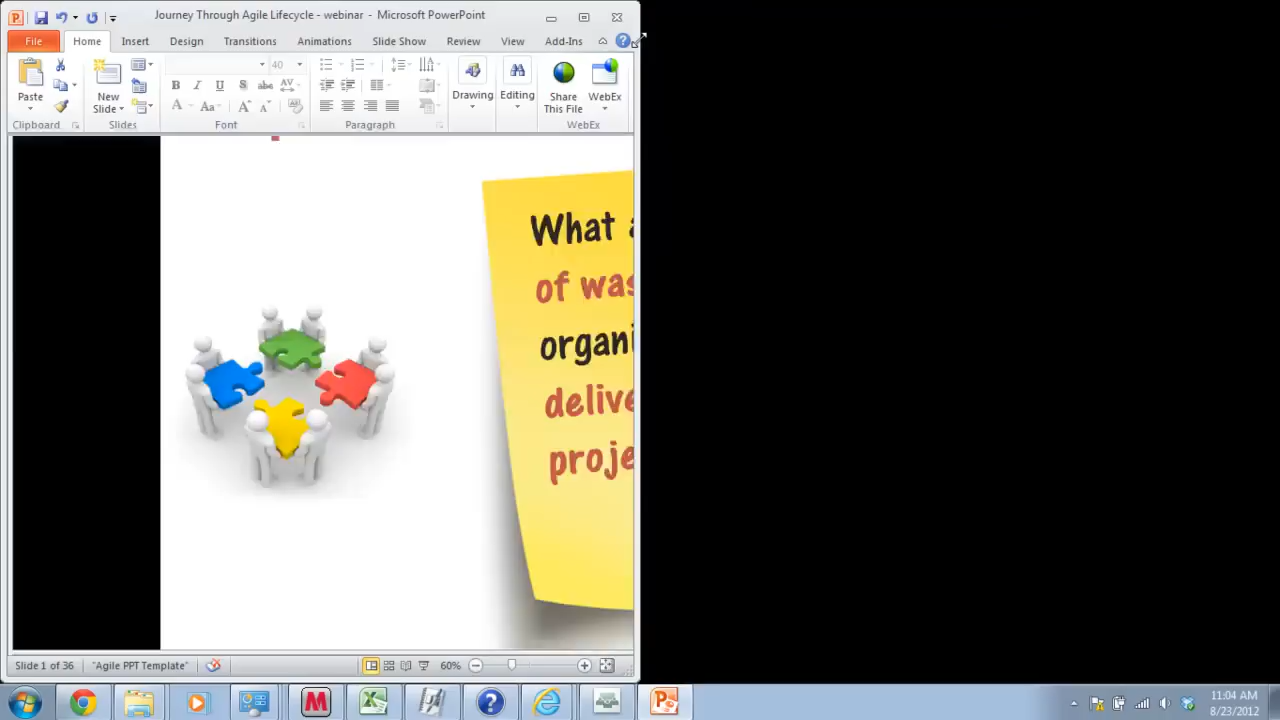 Journey Through Agile Lifecycle - webinar - Microsoft PowerPoint
File Home Insert Design Transitions Animations Slide Show Review View Add-Ins
40
Paste New Slide Drawing Editing Share This File WebEx
Clipboard Slides Font Paragraph WebEx
What
of was
organi
delive
proje
Slide 1 of 36 "Agile PPT Template" 60%
11:04 AM
8/23/2012